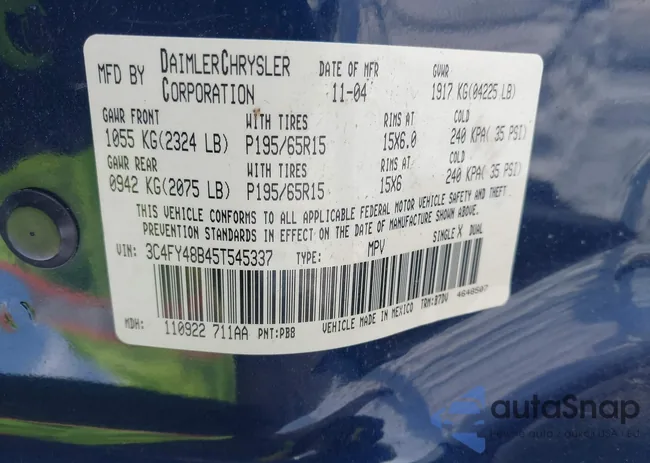 MFD BY DAIMLERCHRYSLER CORPORATION DATE OF MFR 11-04 GVWR 1917 KG(04225 LB)
GAWR FRONT WITH TIRES RIMS AT COLD
1055 KG(2324 LB) P195/65R15 15X6.0 240 KPA( 35 PSI)
GAWR REAR WITH TIRES RIMS AT COLD
0942 KG(2075 LB) P195/65R15 15X6 240 KPA( 35 PSI)
THIS VEHICLE CONFORMS TO ALL APPLICABLE FEDERAL MOTOR VEHICLE SAFETY AND THEFT
PREVENTION STANDARDS IN EFFECT ON THE DATE OF MANUFACTURE SHOWN ABOVE.
VIN: 3C4FY48B45T545337 TYPE: MPV SINGLE X DUAL
MDH: 110922 711AA PNT:PB8 VEHICLE MADE IN MEXICO TRM:B7DV 4648507
autoSnap